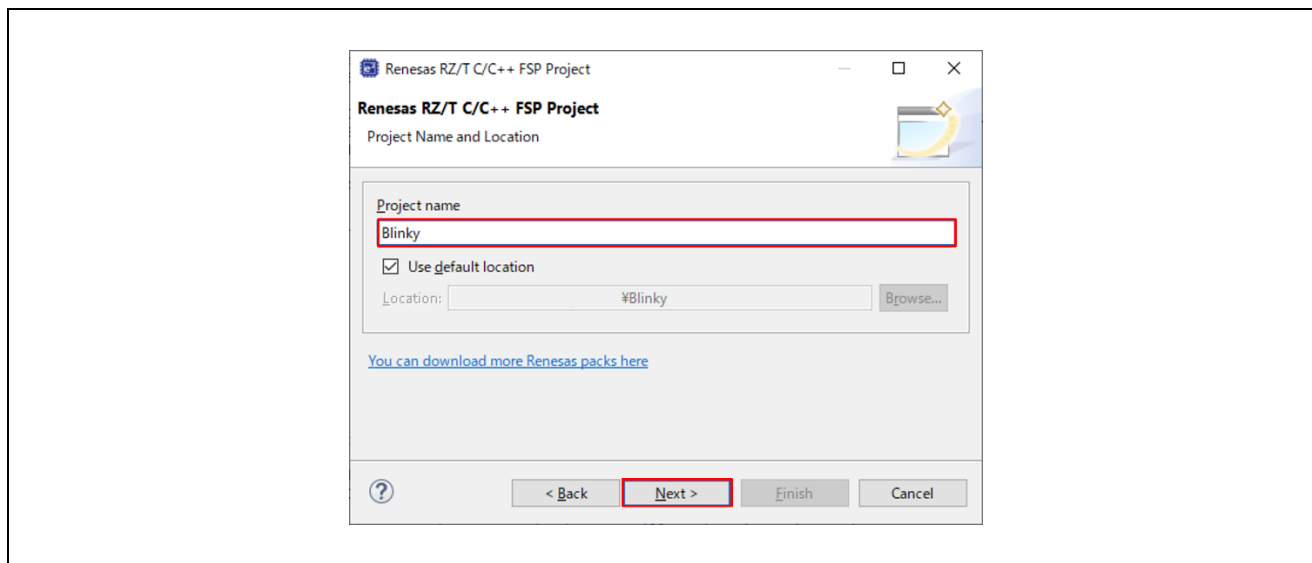 Renesas RZ/T C/C++ FSP Project
Renesas RZ/T C/C++ FSP Project
Project Name and Location
Project name
Blinky
Use default location
Location: ¥Blinky Browse...
You can download more Renesas packs here
? < Back Next > Finish Cancel